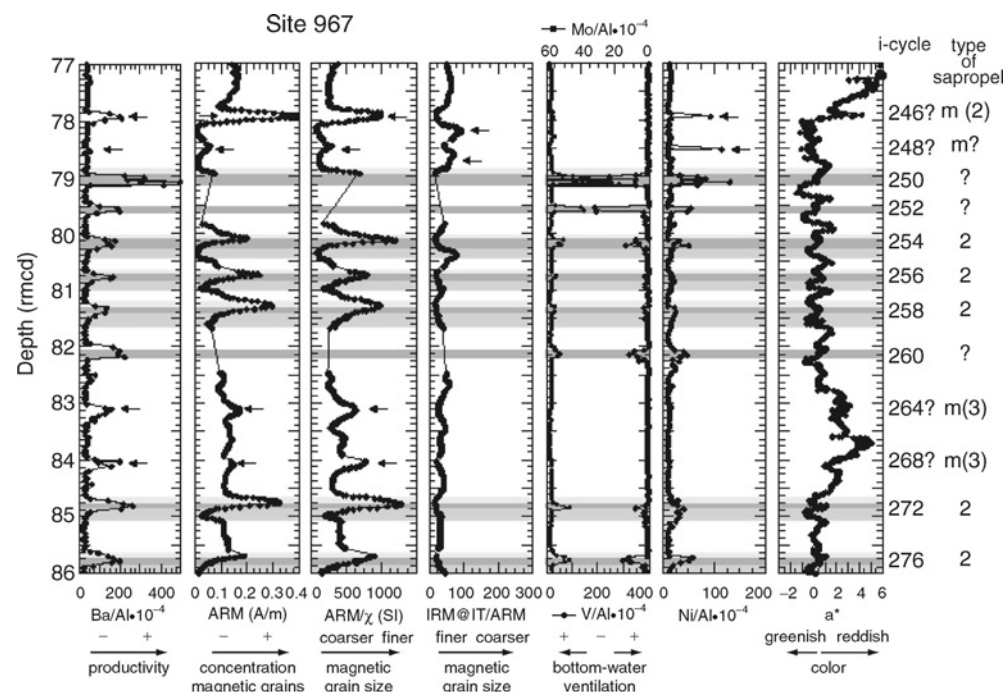 Site 967
Mo/Al•10⁻⁴
60 40 20 0
i-cycle
type of sapropel
Depth (rmcd)
77
78
79
80
81
82
83
84
85
86
246? m (2)
248? m?
250 ?
252 ?
254 2
256 2
258 2
260 ?
264? m(3)
268? m(3)
272 2
276 2
0 200 400
0 0.1 0.2 0.3 0.4
0 500 1000 1500
0 100 200 300
0 100 200
−2 0 2 4 6
Ba/Al•10⁻⁴
ARM (A/m)
ARM/χ (SI)
IRM@IT/ARM
V/Al•10⁻⁴
Ni/Al•10⁻⁴
a*
− +
− +
coarser finer
finer coarser
+ − +
greenish reddish
productivity
concentration magnetic grains
magnetic grain size
magnetic grain size
bottom-water ventilation
color